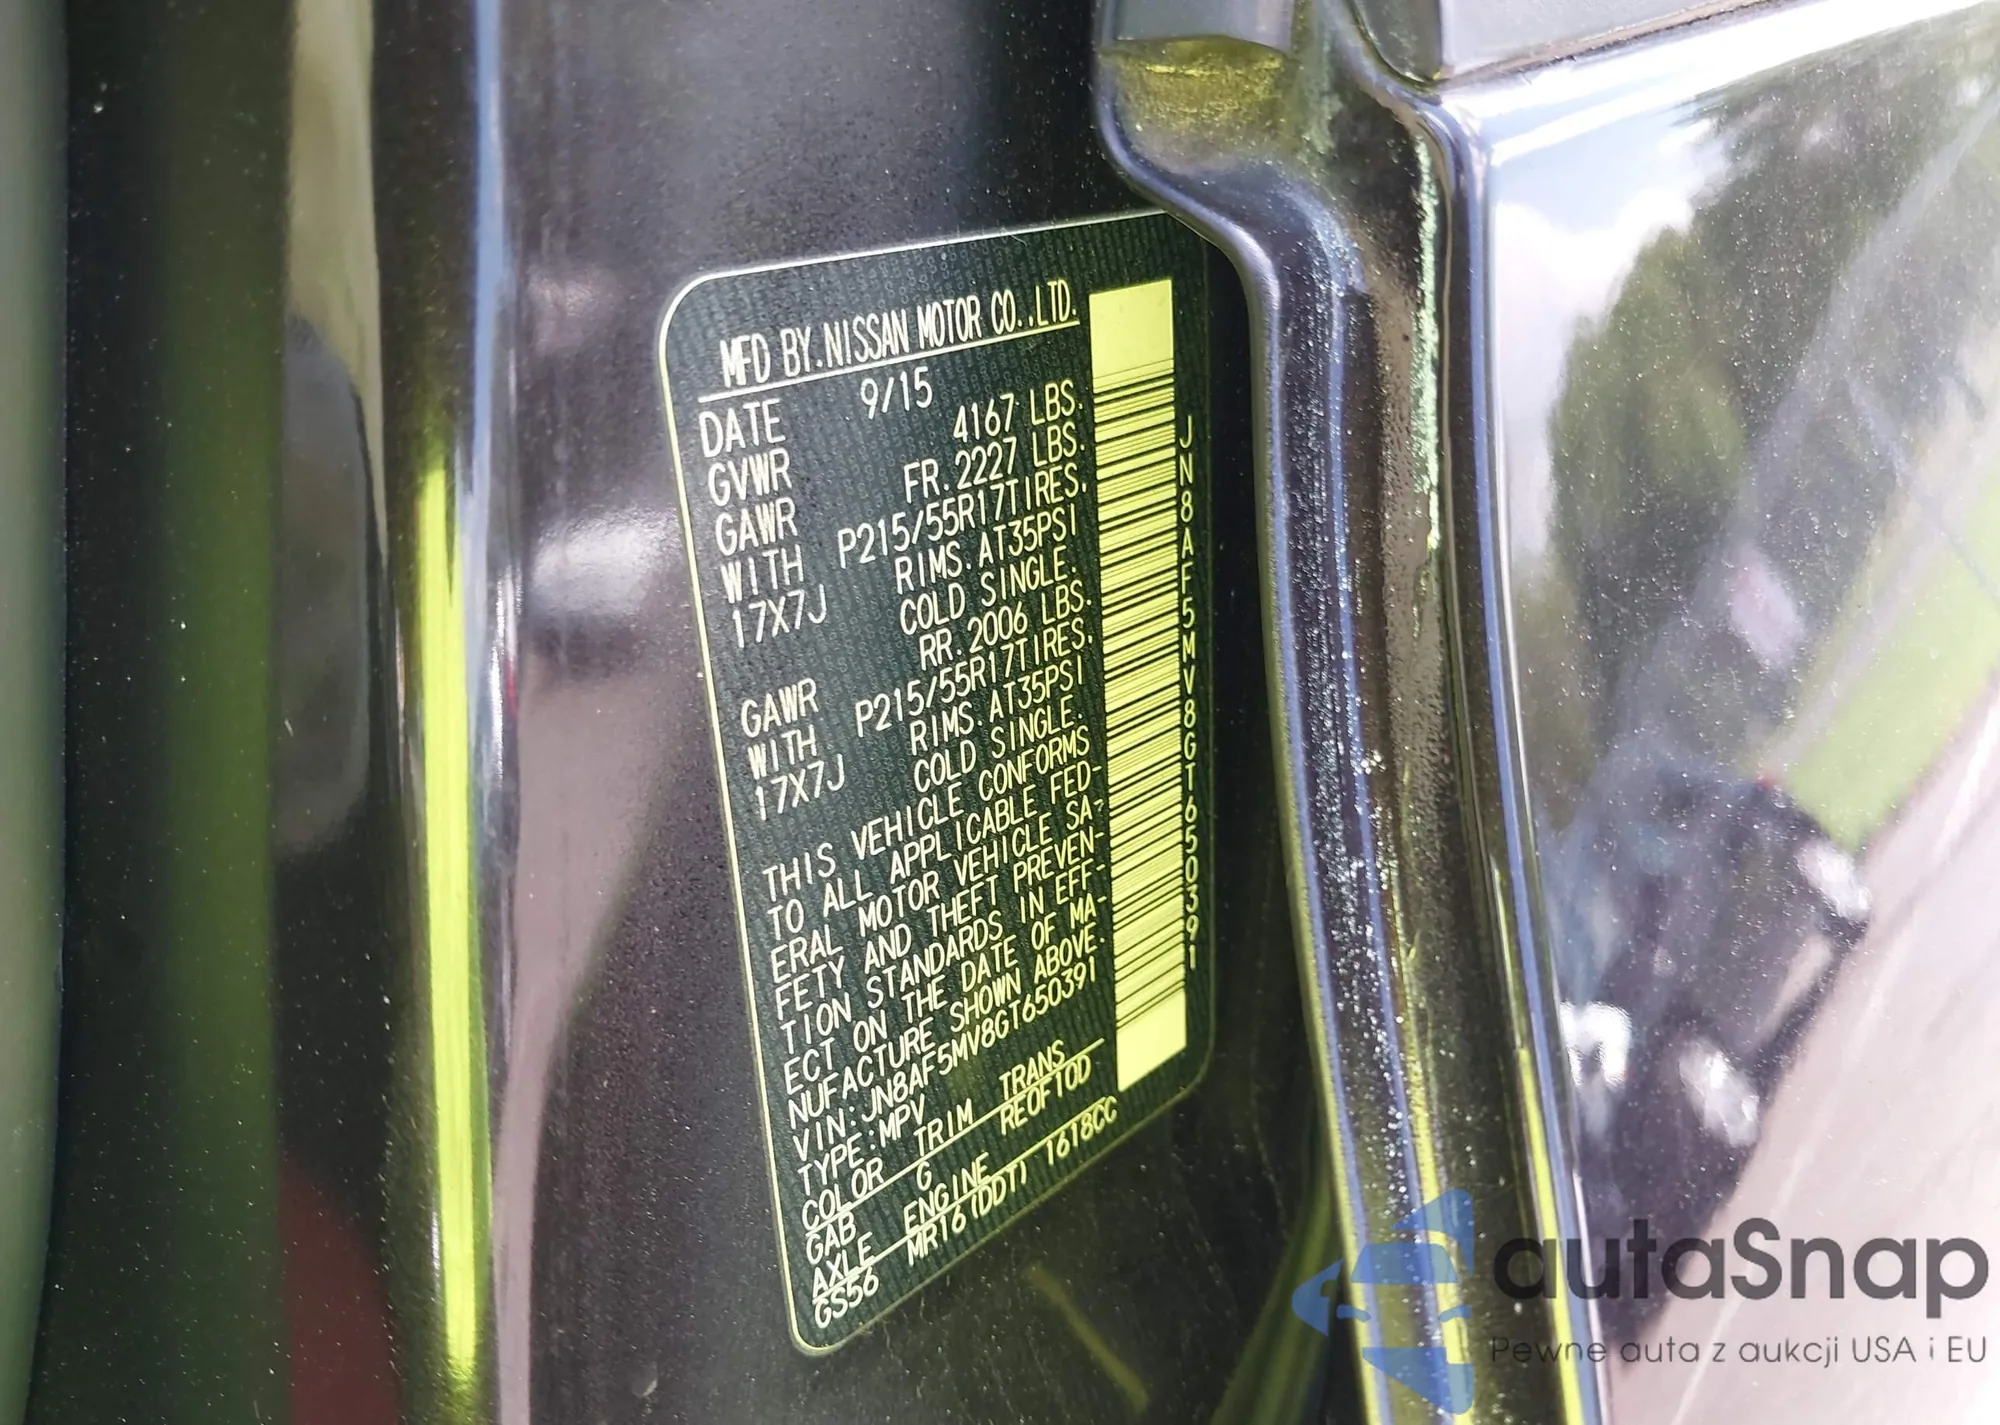 MFD BY.NISSAN MOTOR CO.,LTD.
DATE 9/15
GVWR 4167 LBS.
GAWR FR.2227 LBS.
WITH P215/55R17TIRES,
17X7J RIMS.AT35PSI
COLD SINGLE.
GAWR RR.2006 LBS.
WITH P215/55R17TIRES,
17X7J RIMS.AT35PSI
COLD SINGLE.
THIS VEHICLE CONFORMS
TO ALL APPLICABLE FED-
ERAL MOTOR VEHICLE SA-
FETY AND THEFT PREVEN-
TION STANDARDS IN EFF-
ECT ON THE DATE OF MA-
NUFACTURE SHOWN ABOVE.
VIN:JN8AF5MV8GT650391
TYPE:MPV
COLOR TRIM TRANS
GAB G RE0F10D
AXLE ENGINE
GS56 MR16(DDT) 1618CC
JN8AF5MV8GT650391
autaSnap
Pewne auta z aukcji USA i EU